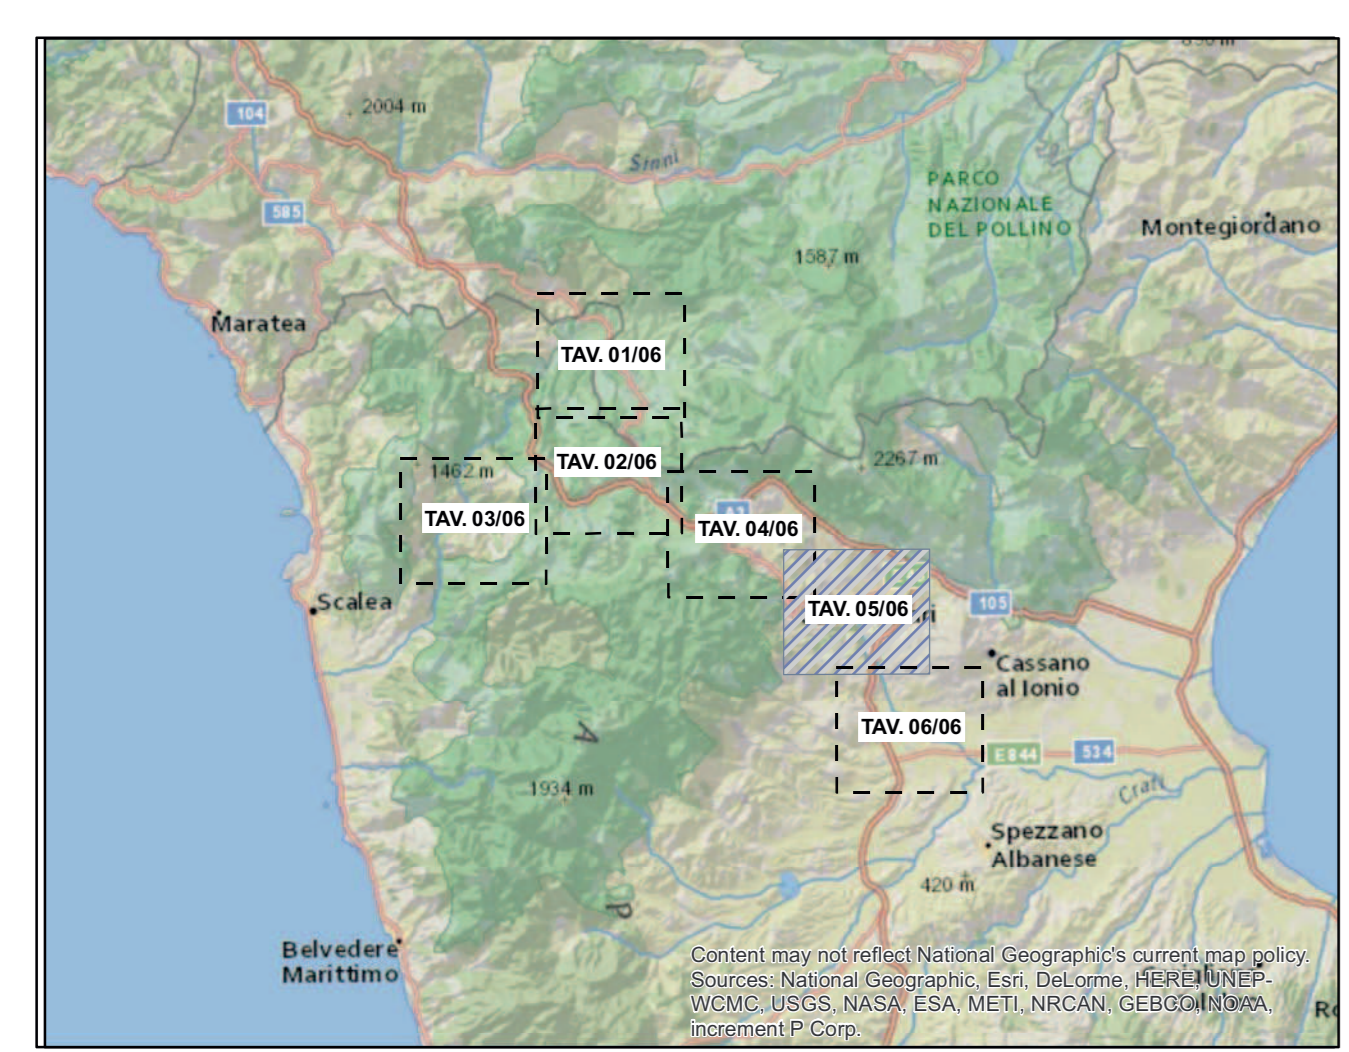 104
2004 m
Sinni
585
PARCO
NAZIONALE
DEL POLLINO
Montegiordano
1587 m
Maratea
TAV. 01/06
2267 m
TAV. 02/06
1462 m
TAV. 03/06
A3
TAV. 04/06
Scalea
TAV. 05/06
105
Cassano
al Ionio
TAV. 06/06
E844
534
A
1934 m
Crati
Spezzano
Albanese
420 m
P
Belvedere
Marittimo
Content may not reflect National Geographic's current map policy.
Sources: National Geographic, Esri, DeLorme, HERE, UNEP-
WCMC, USGS, NASA, ESA, METI, NRCAN, GEBCO, NOAA,
increment P Corp.